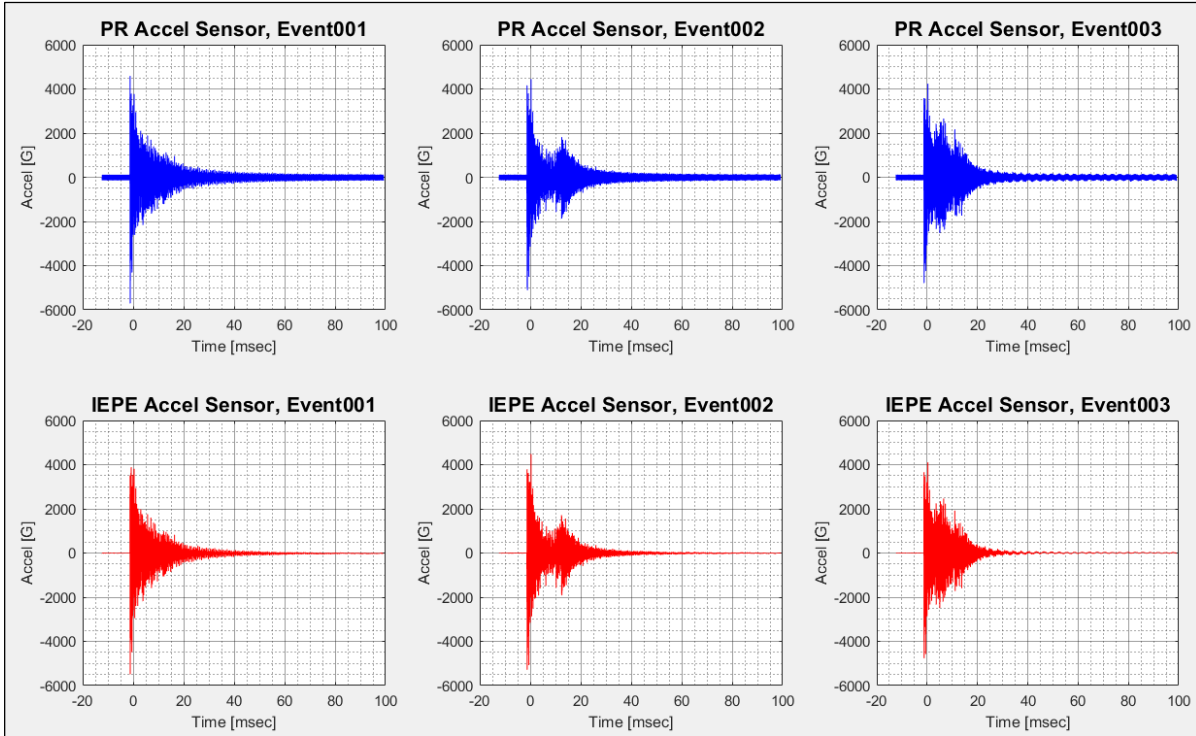 PR Accel Sensor, Event001
6000
4000
2000
0
-2000
-4000
-6000
Accel [G]
-20 0 20 40 60 80 100
Time [msec]
PR Accel Sensor, Event002
6000
4000
2000
0
-2000
-4000
-6000
Accel [G]
-20 0 20 40 60 80 100
Time [msec]
PR Accel Sensor, Event003
6000
4000
2000
0
-2000
-4000
-6000
Accel [G]
-20 0 20 40 60 80 100
Time [msec]
IEPE Accel Sensor, Event001
6000
4000
2000
0
-2000
-4000
-6000
Accel [G]
-20 0 20 40 60 80 100
Time [msec]
IEPE Accel Sensor, Event002
6000
4000
2000
0
-2000
-4000
-6000
Accel [G]
-20 0 20 40 60 80 100
Time [msec]
IEPE Accel Sensor, Event003
6000
4000
2000
0
-2000
-4000
-6000
Accel [G]
-20 0 20 40 60 80 100
Time [msec]